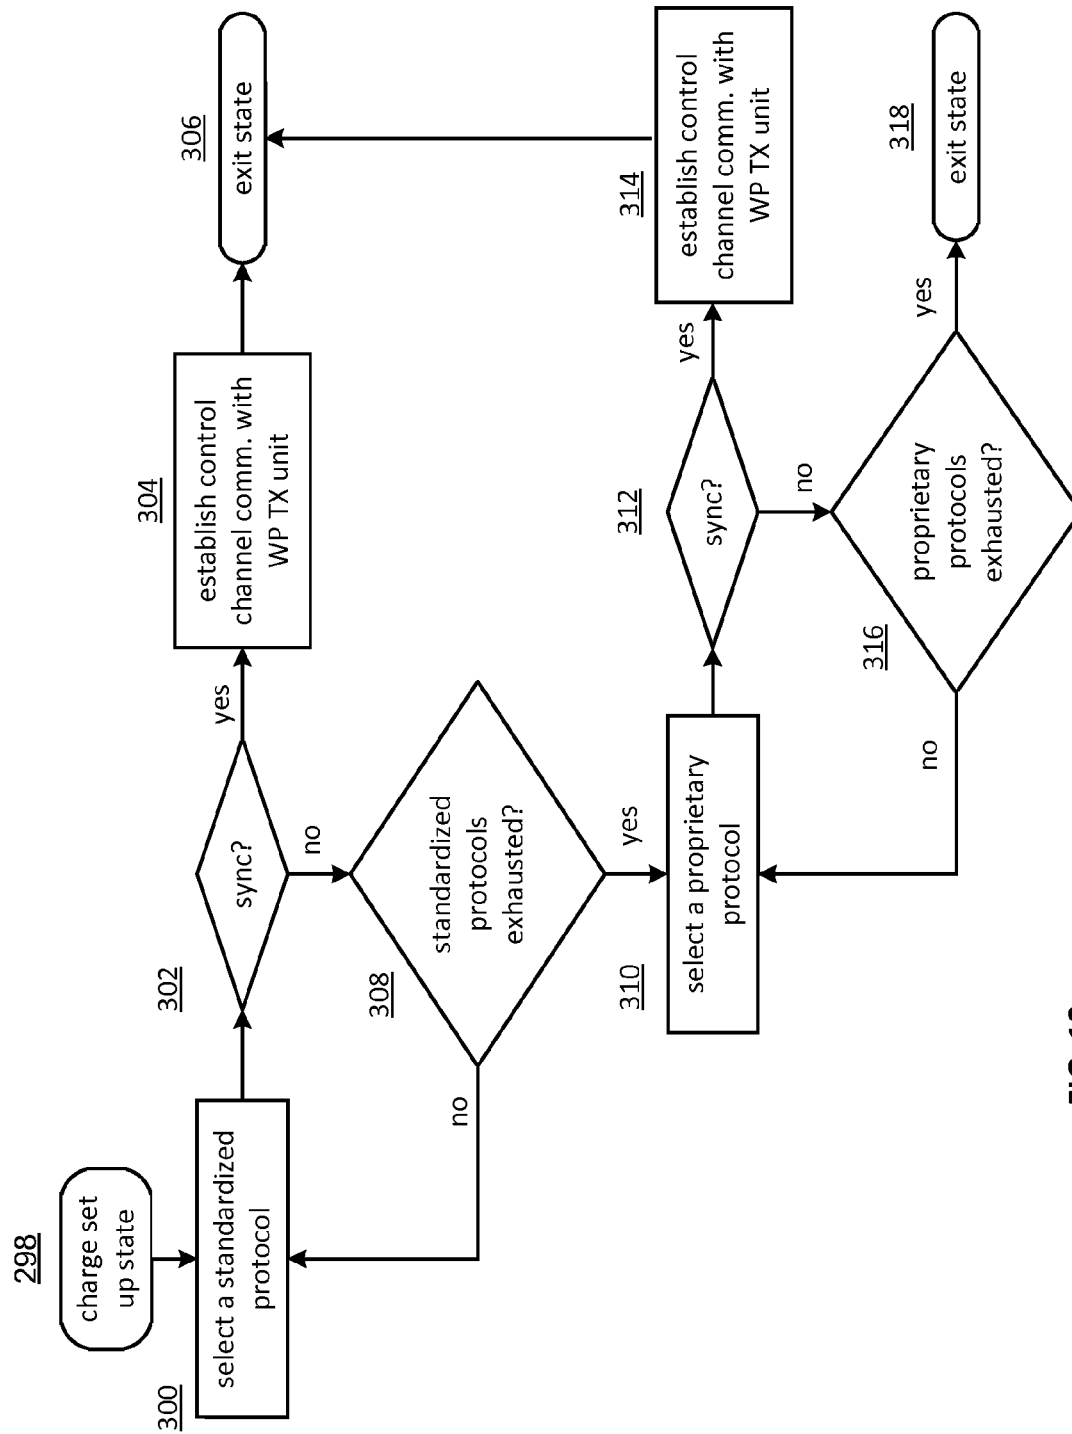 298
charge set
up state
300
select a standardized
protocol
302
sync?
yes
no
304
establish control
channel comm. with
WP TX unit
306
exit state
308
standardized
protocols
exhausted?
no
yes
310
select a proprietary
protocol
312
sync?
yes
no
314
establish control
channel comm. with
WP TX unit
316
proprietary
protocols
exhausted?
no
yes
318
exit state